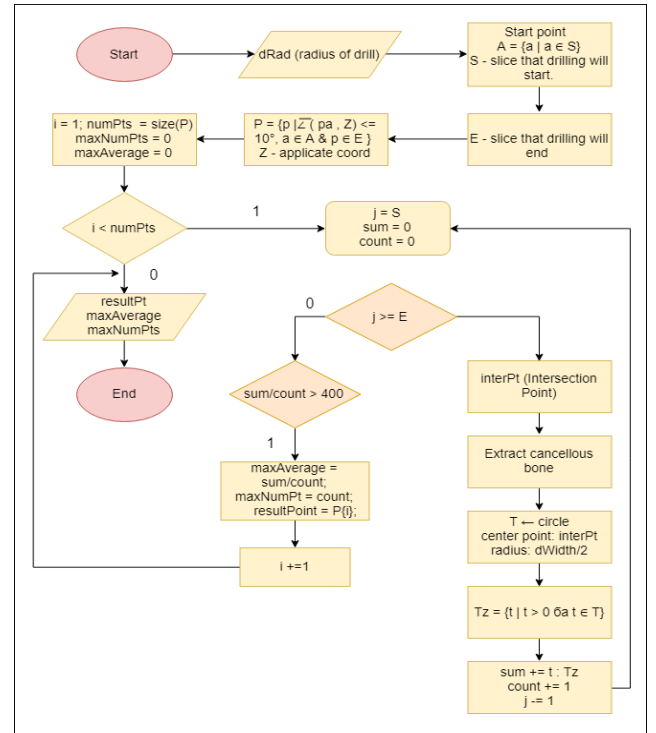 Start
dRad (radius of drill)
Start point
A = {a | a ∈ S}
S - slice that drilling will
start.
E - slice that drilling will
end
P = {p |∠ ( pa , Z) <=
10°, a ∈ A & p ∈ E }
Z - applicate coord
i = 1; numPts = size(P)
maxNumPts = 0
maxAverage = 0
i < numPts
1
j = S
sum = 0
count = 0
0
resultPt
maxAverage
maxNumPts
End
j >= E
0
sum/count > 400
1
maxAverage =
sum/count;
maxNumPt = count;
resultPoint = P{i};
i +=1
interPt (Intersection
Point)
Extract cancellous
bone
T ← circle
center point: interPt
radius: dWidth/2
Tz = {t | t > 0 ба t ∈ T}
sum += t : Tz
count += 1
j -= 1